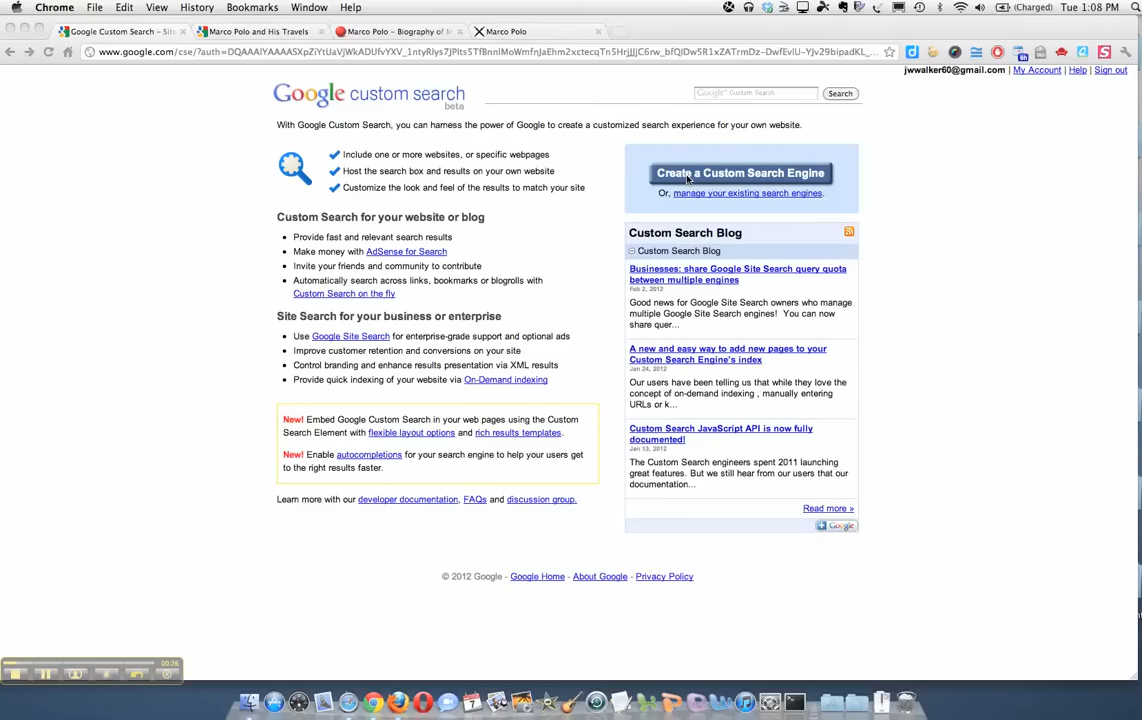 Chrome File Edit View History Bookmarks Window Help (Charged) Tue 1:08 PM
Google Custom Search - Si Marco Polo and His Travels Marco Polo – Biography of M Marco Polo
jwwalker60@gmail.com | My Account | Help | Sign out
Google custom search
beta
Google™ Custom Search Search
With Google Custom Search, you can harness the power of Google to create a customized search experience for your own website.
Include one or more websites, or specific webpages
Host the search box and results on your own website
Customize the look and feel of the results to match your site
Create a Custom Search Engine
Or, manage your existing search engines.
Custom Search for your website or blog
Provide fast and relevant search results
Make money with AdSense for Search
Invite your friends and community to contribute
Automatically search across links, bookmarks or blogrolls with
Custom Search on the fly
Site Search for your business or enterprise
Use Google Site Search for enterprise-grade support and optional ads
Improve customer retention and conversions on your site
Control branding and enhance results presentation via XML results
Provide quick indexing of your website via On-Demand indexing
New! Embed Google Custom Search in your web pages using the Custom
Search Element with flexible layout options and rich results templates.
New! Enable autocompletions for your search engine to help your users get
to the right results faster.
Learn more with our developer documentation, FAQs and discussion group.
Custom Search Blog
Custom Search Blog
Businesses: share Google Site Search query quota
between multiple engines
Feb 2, 2012
Good news for Google Site Search owners who manage
multiple Google Site Search engines! You can now
share quer...
A new and easy way to add new pages to your
Custom Search Engine's index
Jan 24, 2012
Our users have been telling us that while they love the
concept of on-demand indexing , manually entering
URLs or k...
Custom Search JavaScript API is now fully
documented!
Jan 13, 2012
The Custom Search engineers spent 2011 launching
great features. But we still hear from our users that our
documentation...
Read more »
Google
© 2012 Google - Google Home - About Google - Privacy Policy
00:26